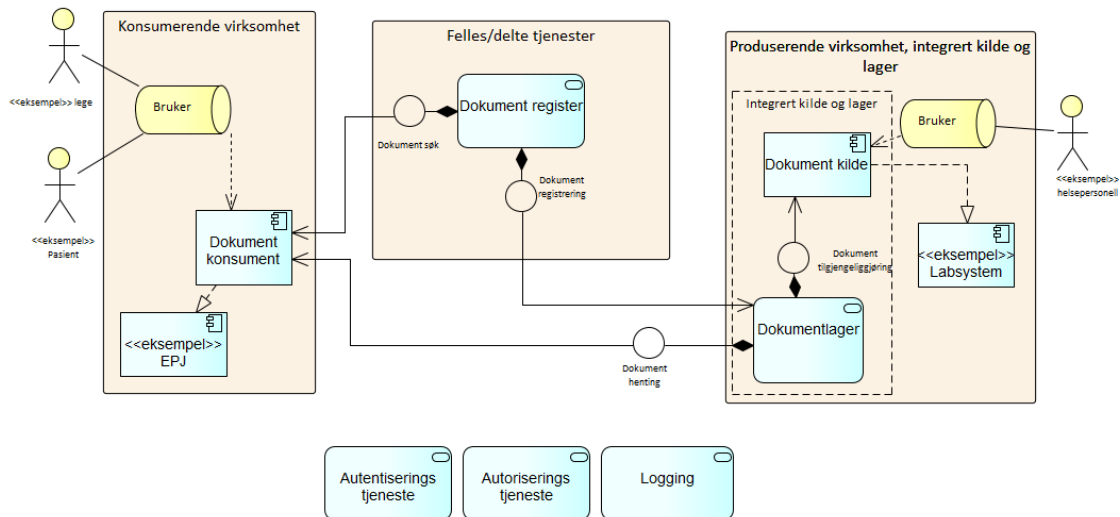 Konsumerende virksomhet
<<eksempel>> lege
Bruker
<<eksempel>>
Pasient
Dokument
konsument
<<eksempel>>
EPJ
Felles/delte tjenester
Dokument register
Dokument søk
Dokument
registrering
Dokument
henting
Produserende virksomhet, integrert kilde og
lager
Integrert kilde og lager
Bruker
Dokument kilde
<<eksempel>>
helsepersonell
<<eksempel>>
Labsystem
Dokument
tilgjengeliggjøring
Dokumentlager
Autentiserings
tjeneste
Autoriserings
tjeneste
Logging